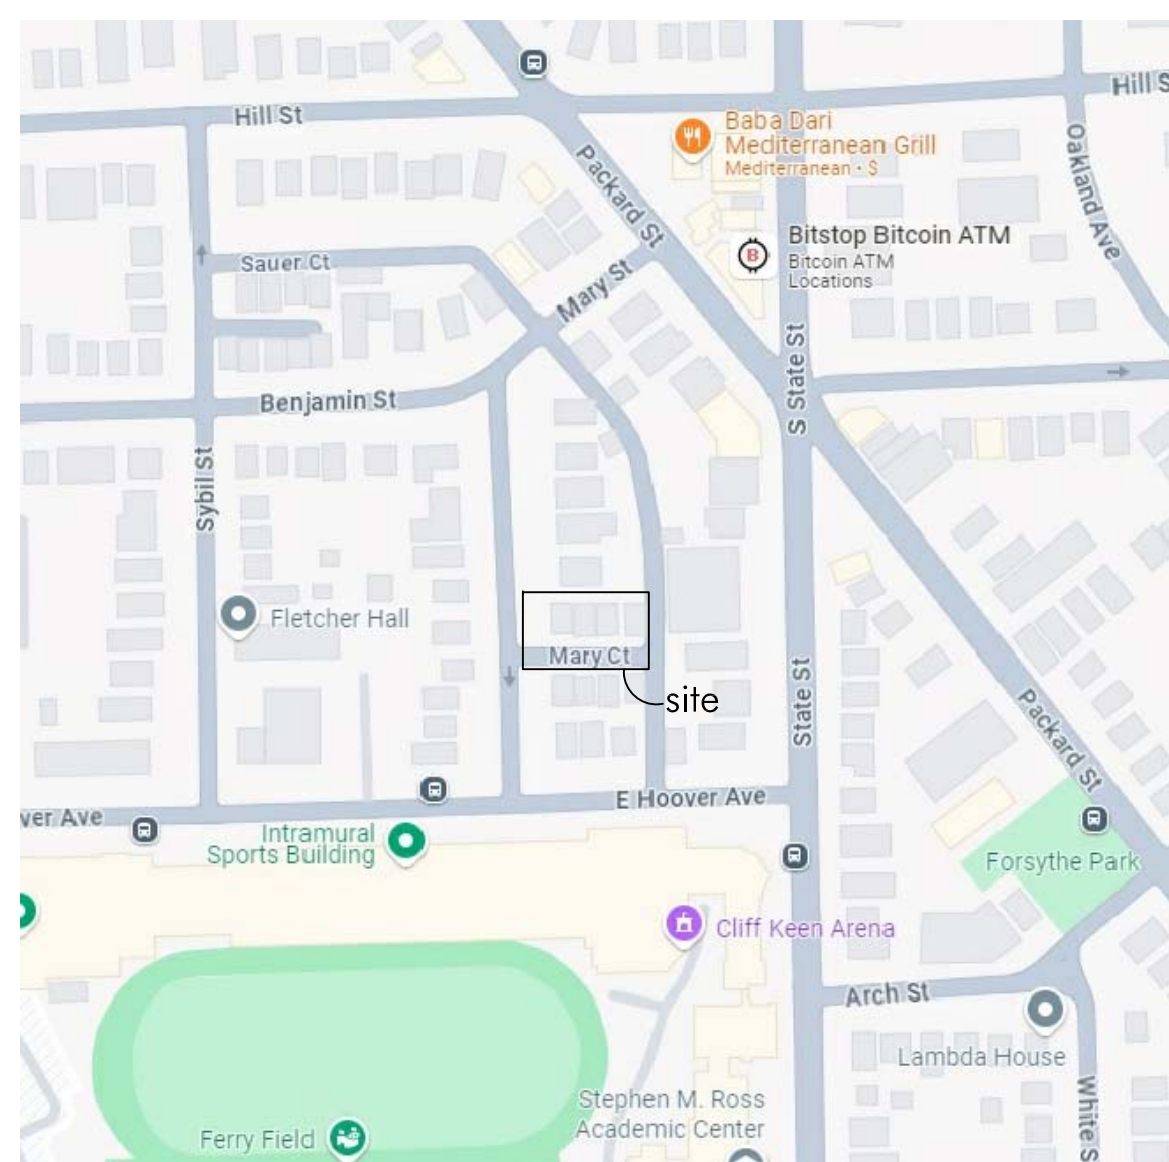 Hill St
Hill S
Baba Dari
Mediterranean Grill
Mediterranean · $
Packard St
Oakland Ave
Bitstop Bitcoin ATM
Bitcoin ATM
Locations
Sauer Ct
Mary St
S State St
Benjamin St
Sybill St
Fletcher Hall
Mary Ct
site
State St
Packard St
E Hoover Ave
ver Ave
Intramural
Sports Building
Forsythe Park
Cliff Keen Arena
Arch St
Lambda House
White S
Stephen M. Ross
Academic Center
Ferry Field